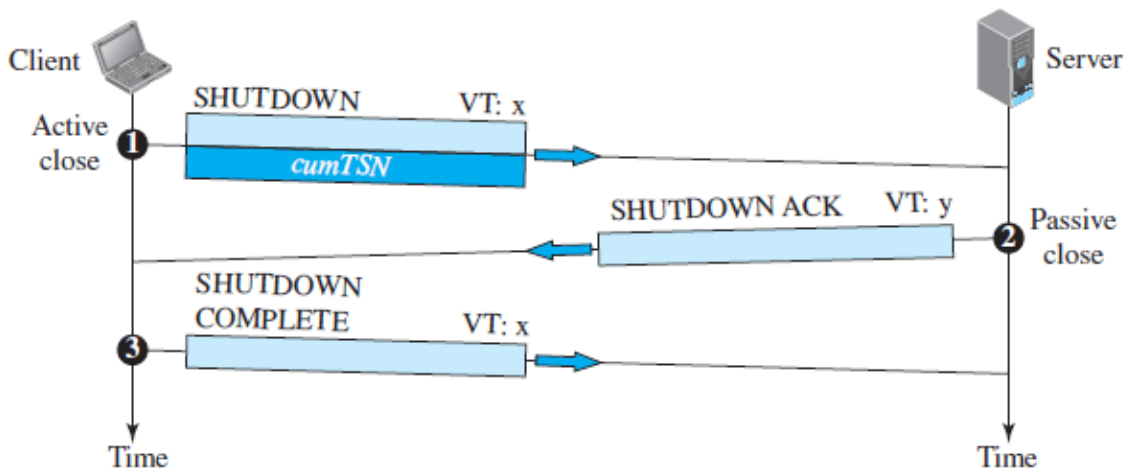 Client
Server
SHUTDOWN VT: x
Active
close
1
cumTSN
SHUTDOWN ACK VT: y
2
Passive
close
SHUTDOWN
COMPLETE VT: x
3
Time
Time